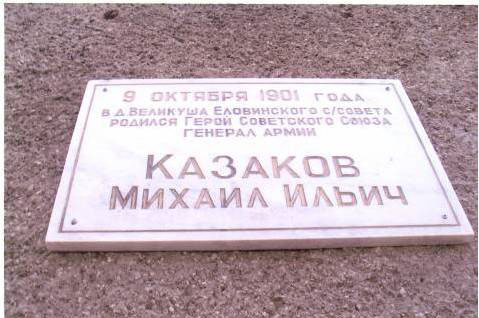 9 ОКТЯБРЯ 1901 ГОДА
В Д. ВЕЛИКУША ЕЛОВИНСКОГО С/СОВЕТА
РОДИЛСЯ ГЕРОЙ СОВЕТСКОГО СОЮЗА
ГЕНЕРАЛ АРМИИ
КАЗАКОВ
МИХАИЛ ИЛЬИЧ